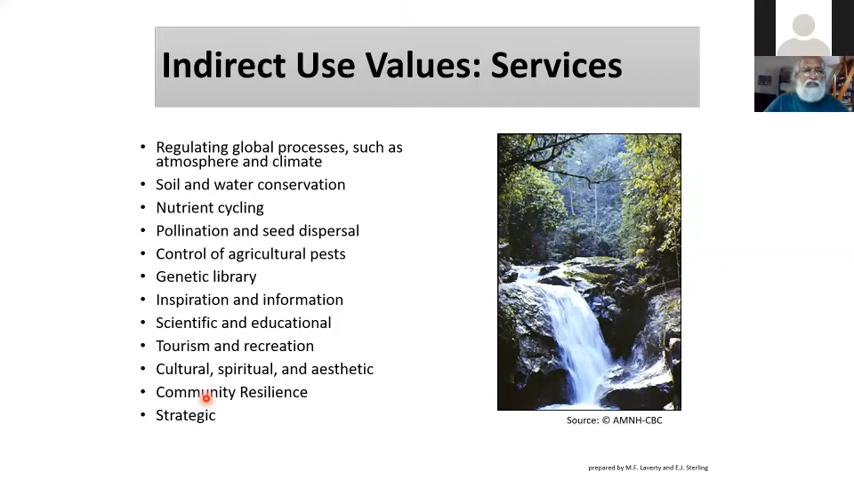 Indirect Use Values: Services
• Regulating global processes, such as
atmosphere and climate
• Soil and water conservation
• Nutrient cycling
• Pollination and seed dispersal
• Control of agricultural pests
• Genetic library
• Inspiration and information
• Scientific and educational
• Tourism and recreation
• Cultural, spiritual, and aesthetic
• Community Resilience
• Strategic
Source: © AMNH-CBC
prepared by M.F. Laverty and E.J. Sterling